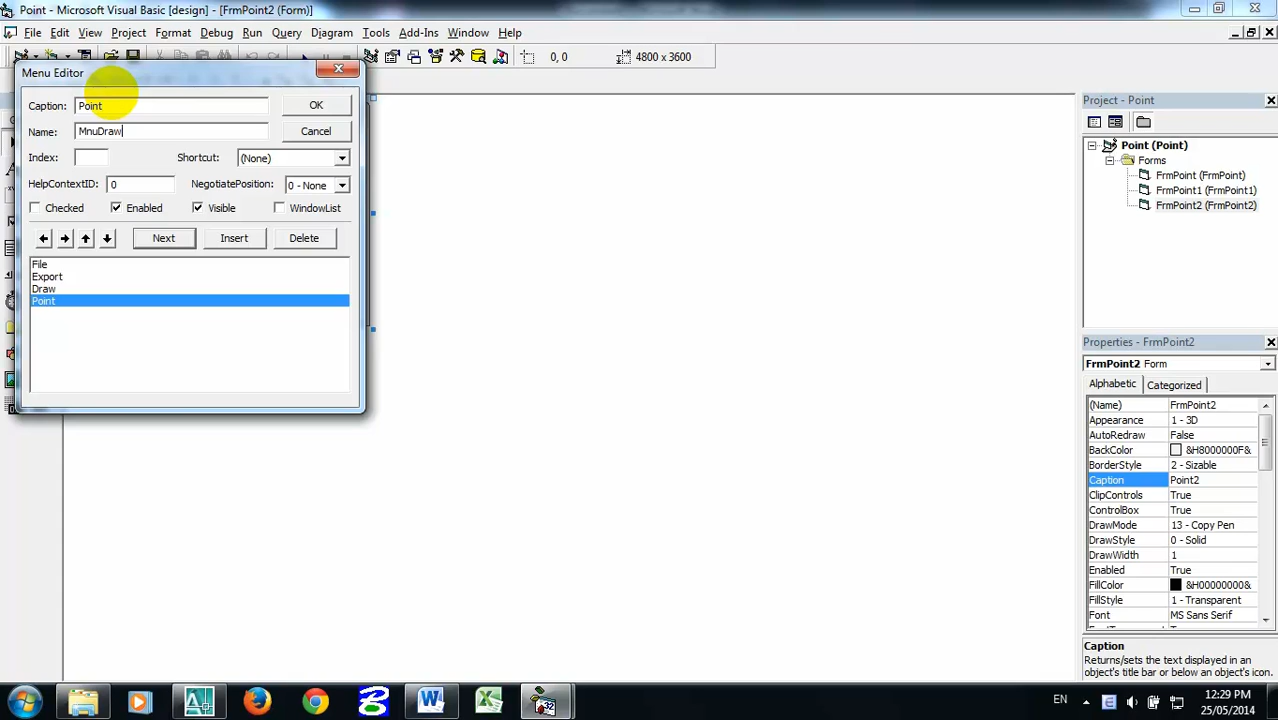 Point - Microsoft Visual Basic [design] - [FrmPoint2 (Form)]
File Edit View Project Format Debug Run Query Diagram Tools Add-Ins Window Help
0, 0 4800 x 3600
Menu Editor
Caption: Point OK
Name: MnuDraw Cancel
Index: Shortcut: (None)
HelpContextID: 0 NegotiatePosition: 0 - None
Checked Enabled Visible WindowList
Next Insert Delete
File
Export
Draw
Point
Project - Point
Point (Point)
Forms
FrmPoint (FrmPoint)
FrmPoint1 (FrmPoint1)
FrmPoint2 (FrmPoint2)
Properties - FrmPoint2
FrmPoint2 Form
Alphabetic Categorized
(Name) FrmPoint2
Appearance 1 - 3D
AutoRedraw False
BackColor &H8000000F&
BorderStyle 2 - Sizable
Caption Point2
ClipControls True
ControlBox True
DrawMode 13 - Copy Pen
DrawStyle 0 - Solid
DrawWidth 1
Enabled True
FillColor &H00000000&
FillStyle 1 - Transparent
Font MS Sans Serif
Caption
Returns/sets the text displayed in an
object's title bar or below an object's icon.
EN 12:29 PM
25/05/2014